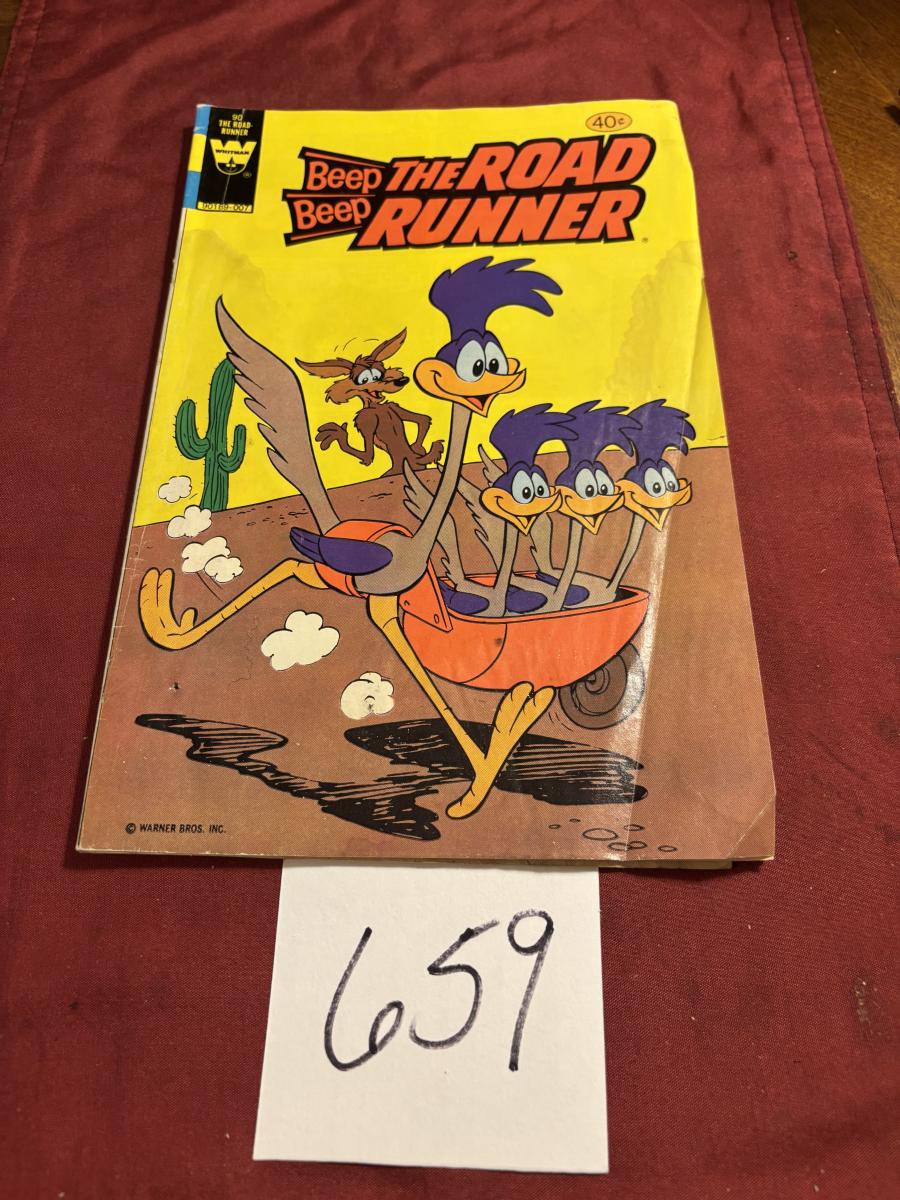 90
THE ROAD-
RUNNER
WHITMAN
®
90189-007
40¢
Beep THE ROAD
Beep RUNNER
®
© WARNER BROS. INC.
659